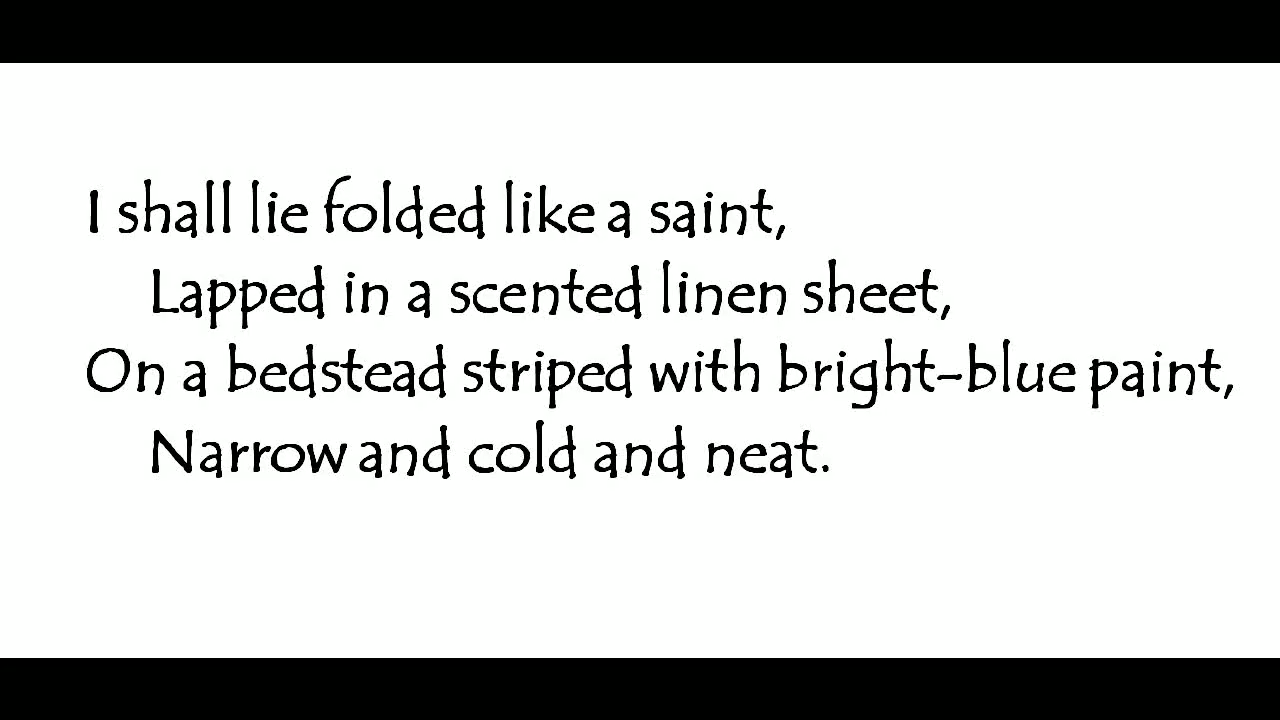 I shall lie folded like a saint,
Lapped in a scented linen sheet,
On a bedstead striped with bright-blue paint,
Narrow and cold and neat.